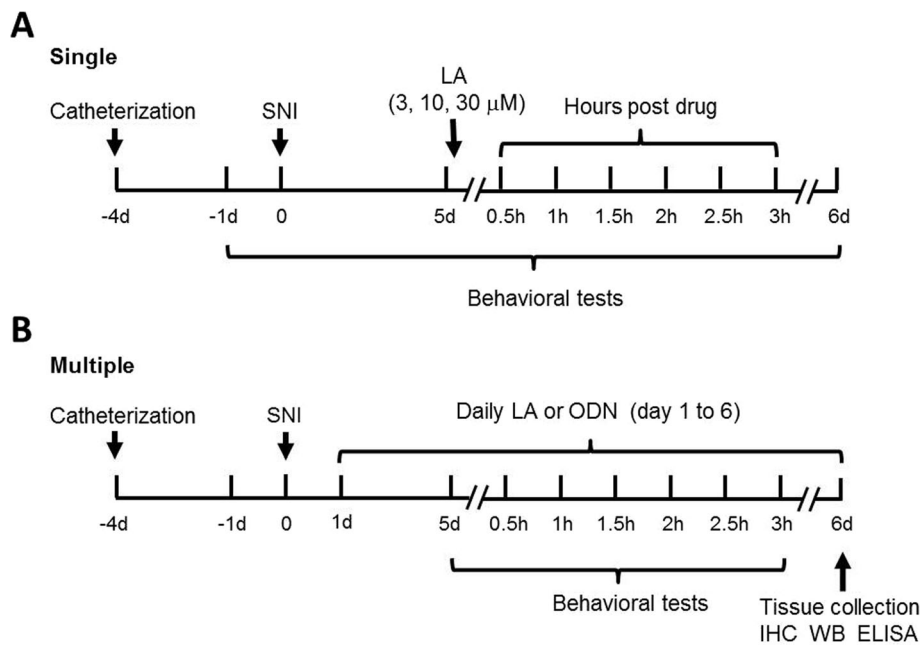 A
Single
Catheterization
SNI
LA
(3, 10, 30 μM)
Hours post drug
-4d -1d 0 5d 0.5h 1h 1.5h 2h 2.5h 3h 6d
Behavioral tests
B
Multiple
Catheterization
SNI
Daily LA or ODN (day 1 to 6)
-4d -1d 0 1d 5d 0.5h 1h 1.5h 2h 2.5h 3h 6d
Behavioral tests
Tissue collection
IHC WB ELISA